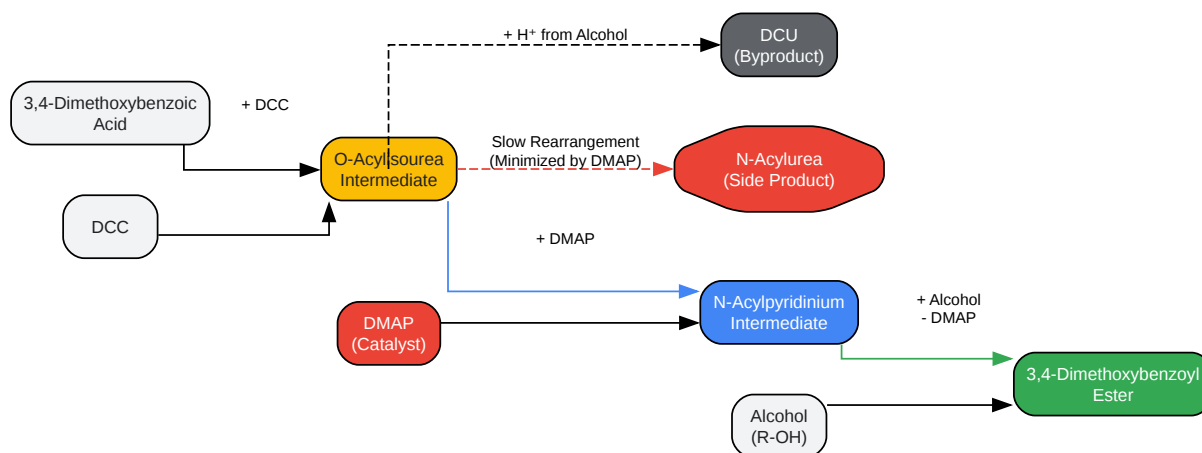 + H⁺ from Alcohol
DCU
(Byproduct)
3,4-Dimethoxybenzoic
Acid
+ DCC
O-Acylisourea
Intermediate
Slow Rearrangement
(Minimized by DMAP)
N-Acylurea
(Side Product)
DCC
+ DMAP
DMAP
(Catalyst)
N-Acylpyridinium
Intermediate
+ Alcohol
- DMAP
3,4-Dimethoxybenzoyl
Ester
Alcohol
(R-OH)